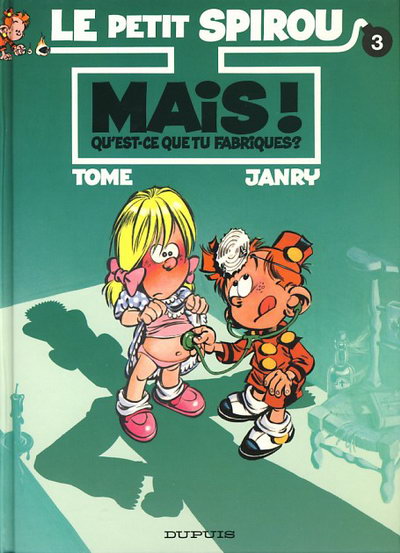 LE PETIT SPIROU
3
MAiS!
QU'EST-CE QUE TU FABRiQUES?
TOME JANRY
DUPUIS